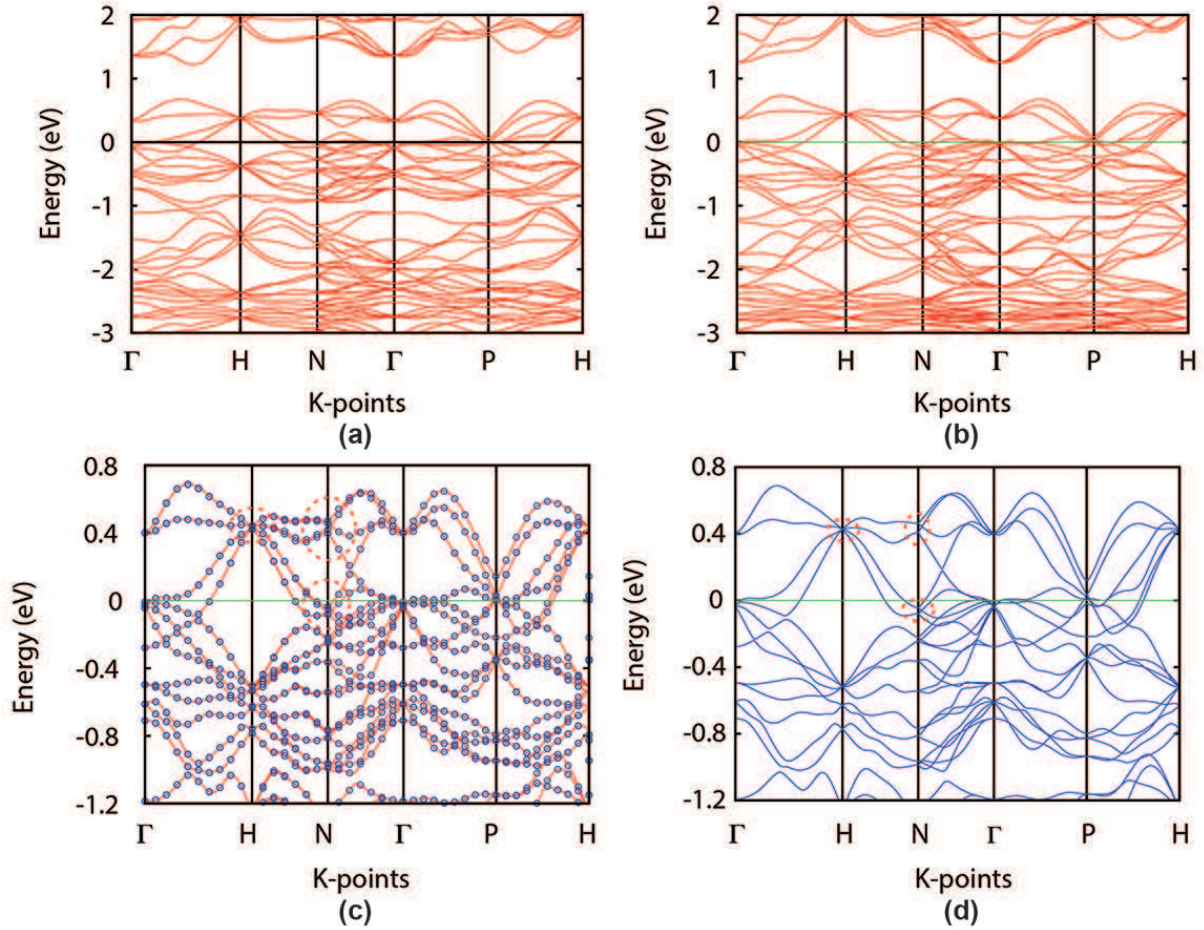 2
1
0
-1
-2
-3
Energy (eV)
Γ H N Γ P H
K-points
(a)
2
1
0
-1
-2
-3
Energy (eV)
Γ H N Γ P H
K-points
(b)
0.8
0.4
0
-0.4
-0.8
-1.2
Energy (eV)
Γ H N Γ P H
K-points
(c)
0.8
0.4
0
-0.4
-0.8
-1.2
Energy (eV)
Γ H N Γ P H
K-points
(d)